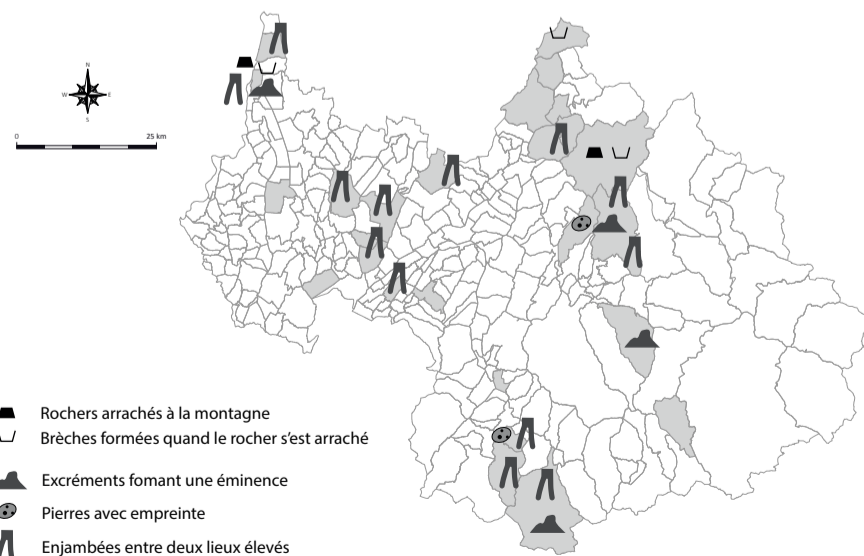 N
W E
S
0 25 km
Rochers arrachés à la montagne
Brèches formées quand le rocher s'est arraché
Excréments fomant une éminence
Pierres avec empreinte
Enjambées entre deux lieux élevés